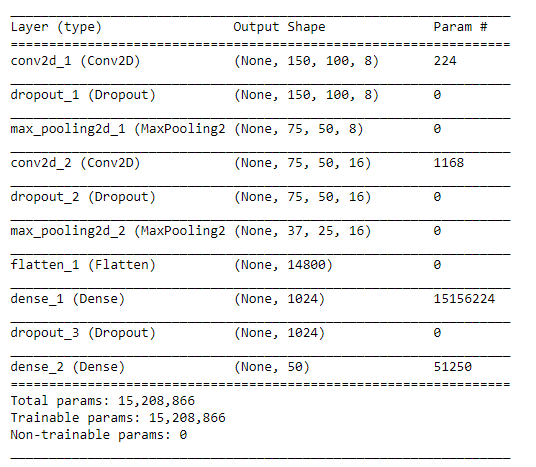 Layer (type) Output Shape Param #
conv2d_1 (Conv2D) (None, 150, 100, 8) 224
dropout_1 (Dropout) (None, 150, 100, 8) 0
max_pooling2d_1 (MaxPooling2 (None, 75, 50, 8) 0
conv2d_2 (Conv2D) (None, 75, 50, 16) 1168
dropout_2 (Dropout) (None, 75, 50, 16) 0
max_pooling2d_2 (MaxPooling2 (None, 37, 25, 16) 0
flatten_1 (Flatten) (None, 14800) 0
dense_1 (Dense) (None, 1024) 15156224
dropout_3 (Dropout) (None, 1024) 0
dense_2 (Dense) (None, 50) 51250
Total params: 15,208,866
Trainable params: 15,208,866
Non-trainable params: 0